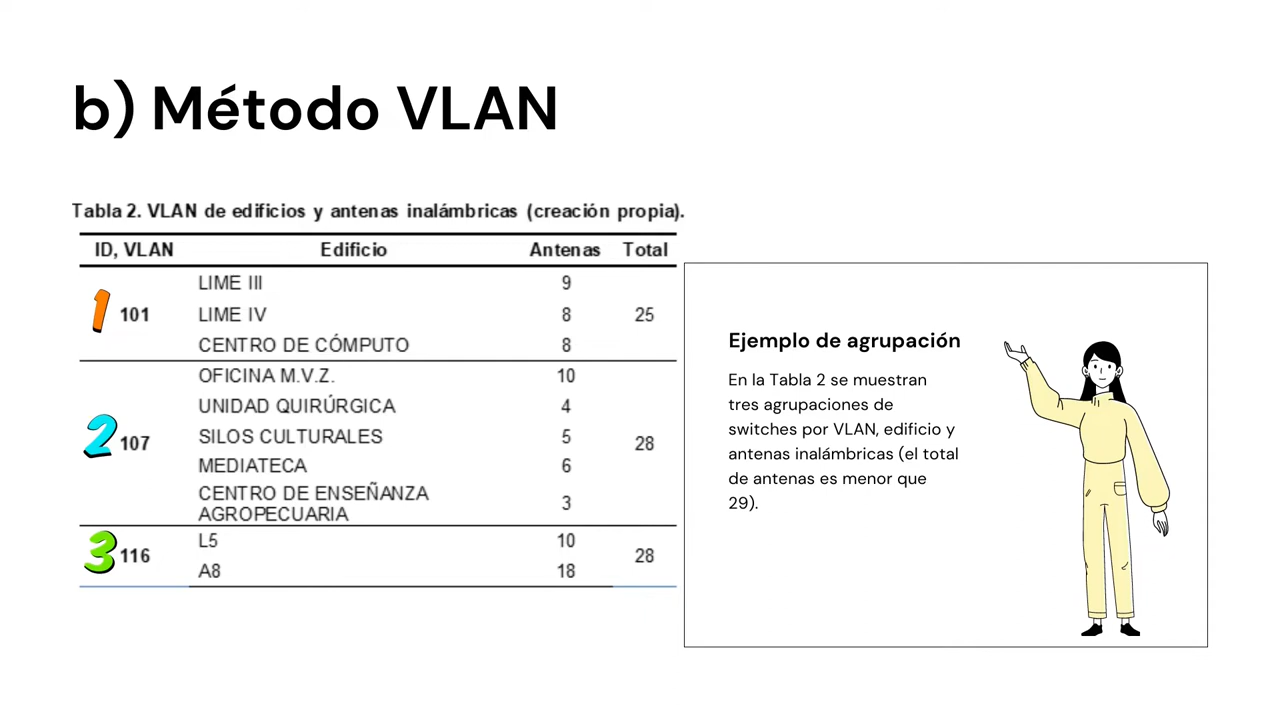 b) Método VLAN
Tabla 2. VLAN de edificios y antenas inalámbricas (creación propia).
ID, VLAN Edificio Antenas Total
LIME III 9
1 101 LIME IV 8 25
CENTRO DE CÓMPUTO 8
OFICINA M.V.Z. 10
UNIDAD QUIRÚRGICA 4
2 107 SILOS CULTURALES 5 28
MEDIATECA 6
CENTRO DE ENSEÑANZA
AGROPECUARIA 3
L5 10
3 116 28
A8 18
Ejemplo de agrupación
En la Tabla 2 se muestran
tres agrupaciones de
switches por VLAN, edificio y
antenas inalámbricas (el total
de antenas es menor que
29).